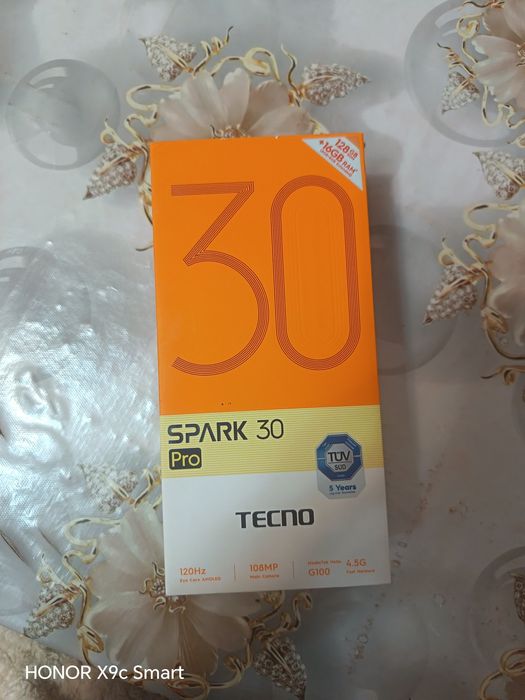 128GB
+16GB RAM*
30
SPARK 30
Pro
TÜV
SÜD
5 Years
TECNO
120Hz
Eye Care AMOLED
108MP
Main Camera
MediaTek Helio
G100
4.5G
Fast Network
HONOR X9c Smart